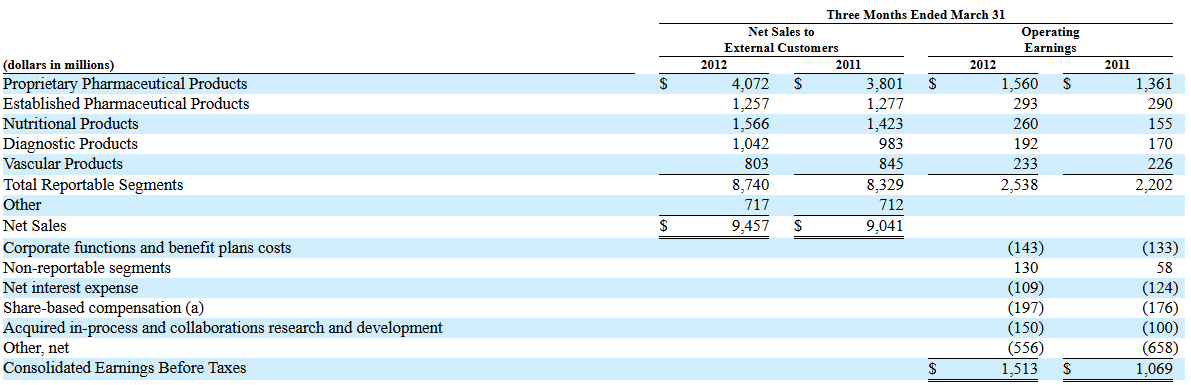 Three Months Ended March 31
Net Sales to External Customers Operating Earnings
(dollars in millions) 2012 2011 2012 2011
Proprietary Pharmaceutical Products $ 4,072 $ 3,801 $ 1,560 $ 1,361
Established Pharmaceutical Products 1,257 1,277 293 290
Nutritional Products 1,566 1,423 260 155
Diagnostic Products 1,042 983 192 170
Vascular Products 803 845 233 226
Total Reportable Segments 8,740 8,329 2,538 2,202
Other 717 712
Net Sales $ 9,457 $ 9,041
Corporate functions and benefit plans costs (143) (133)
Non-reportable segments 130 58
Net interest expense (109) (124)
Share-based compensation (a) (197) (176)
Acquired in-process and collaborations research and development (150) (100)
Other, net (556) (658)
Consolidated Earnings Before Taxes $ 1,513 $ 1,069